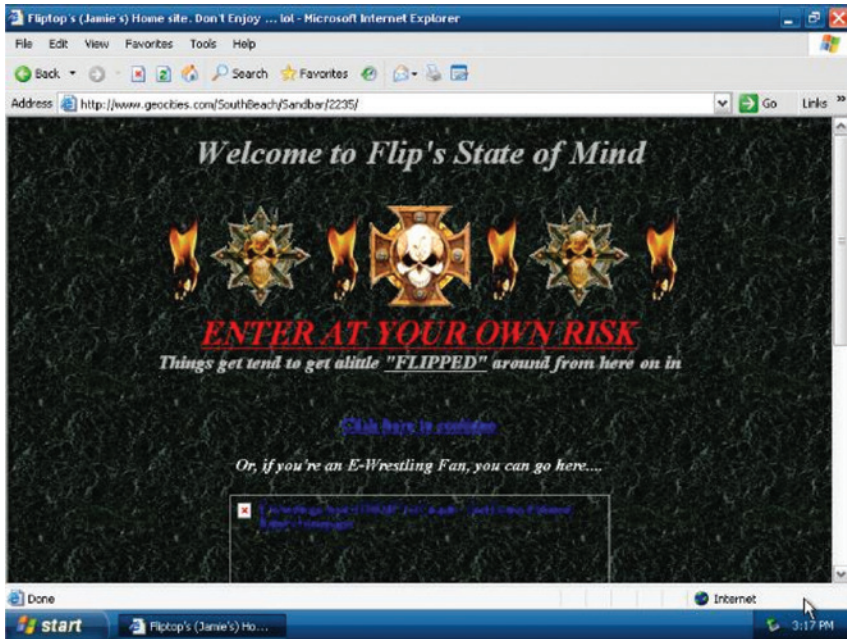 Fliptop's (Jamie's) Home site. Don't Enjoy ... lol - Microsoft Internet Explorer
File Edit View Favorites Tools Help
Back Search Favorites
Address http://www.geocities.com/SouthBeach/Sandbar/2235/ Go Links »
Welcome to Flip's State of Mind
ENTER AT YOUR OWN RISK
Things get tend to get alittle "FLIPPED" around from here on in
Click here to continue
Or, if you're an E-Wrestling Fan, you can go here....
Done Internet
start Fliptop's (Jamie's) Ho... 3:17 PM